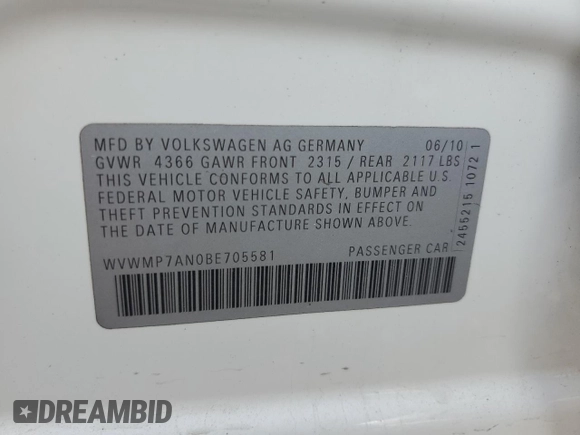 MFD BY VOLKSWAGEN AG GERMANY 06/10
GVWR 4366 GAWR FRONT 2315 / REAR 2117 LBS
THIS VEHICLE CONFORMS TO ALL APPLICABLE U.S.
FEDERAL MOTOR VEHICLE SAFETY, BUMPER AND
THEFT PREVENTION STANDARDS IN EFFECT ON
THE DATE OF MANUFACTURE SHOWN ABOVE.
WVWMP7AN0BE705581 PASSENGER CAR
2455215 1072 1
DREAMBID